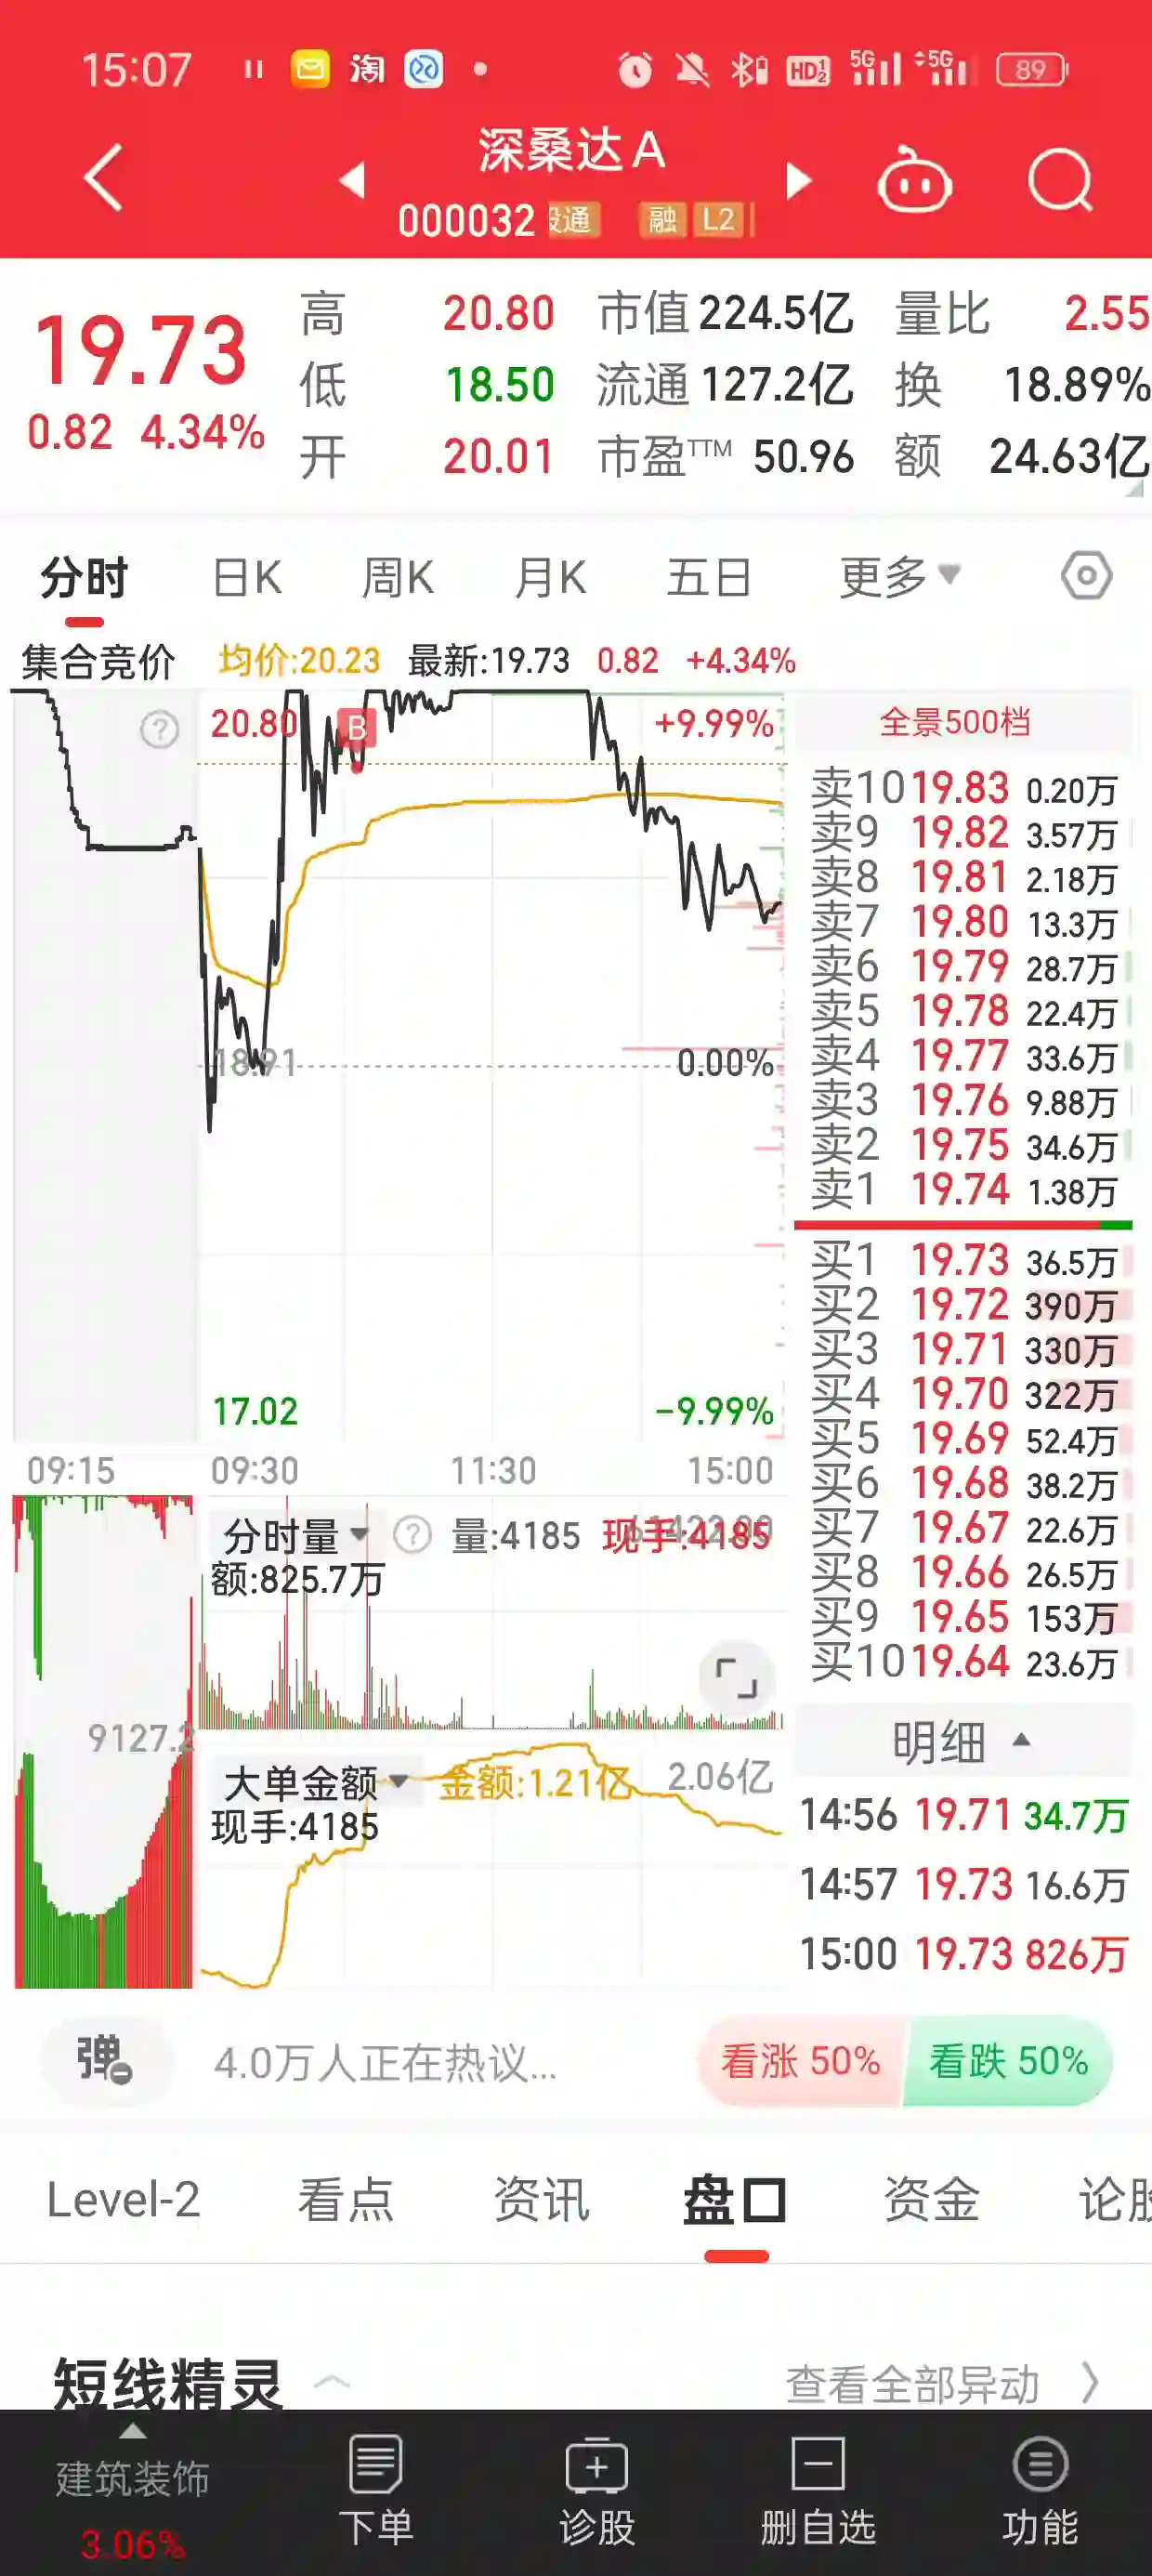 15:07 淘 HD 5G 5G 89
深桑达A
000032 股通 融 L2
19.73
0.82 4.34%
高 20.80 市值 224.5亿 量比 2.55
低 18.50 流通 127.2亿 换 18.89%
开 20.01 市盈TTM 50.96 额 24.63亿
分时 日K 周K 月K 五日 更多
集合竞价 均价:20.23 最新:19.73 0.82 +4.34%
20.80 B +9.99%
18.91 0.00%
17.02 -9.99%
09:15 09:30 11:30 15:00
全景500档
卖10 19.83 0.20万
卖9 19.82 3.57万
卖8 19.81 2.18万
卖7 19.80 13.3万
卖6 19.79 28.7万
卖5 19.78 22.4万
卖4 19.77 33.6万
卖3 19.76 9.88万
卖2 19.75 34.6万
卖1 19.74 1.38万
买1 19.73 36.5万
买2 19.72 390万
买3 19.71 330万
买4 19.70 322万
买5 19.69 52.4万
买6 19.68 38.2万
买7 19.67 22.6万
买8 19.66 26.5万
买9 19.65 153万
买10 19.64 23.6万
分时量 ? 量:4185 现手:4185
额:825.7万
9127.2
大单金额 金额:1.21亿 2.06亿
现手:4185
明细
14:56 19.71 34.7万
14:57 19.73 16.6万
15:00 19.73 826万
弹 4.0万人正在热议... 看涨 50% 看跌 50%
Level-2 看点 资讯 盘口 资金 论股
短线精灵 查看全部异动
建筑装饰 下单 诊股 删自选 功能
3.06%